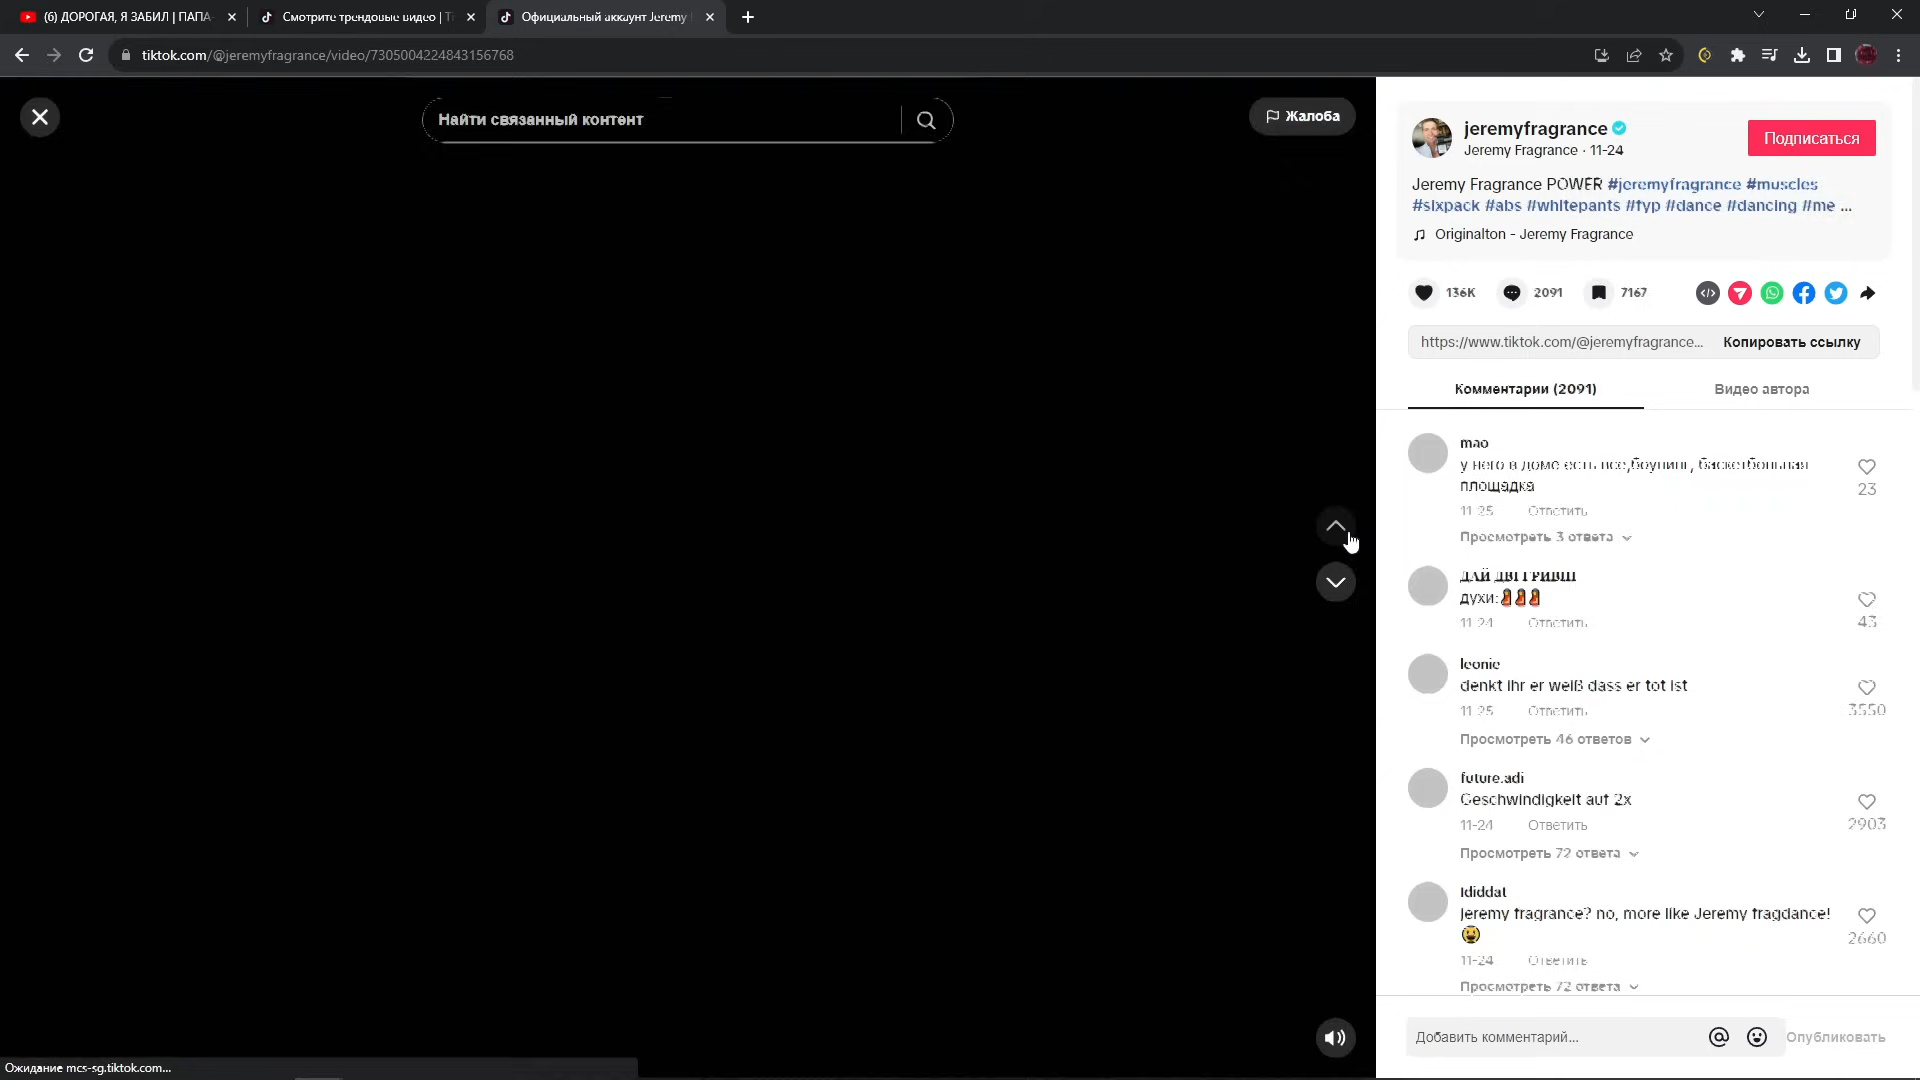 (6) ДОРОГАЯ, Я ЗАБИЛ | ПАПА-
Смотрите трендовые видео | T
Официальный аккаунт Jeremy
tiktok.com/@jeremyfragrance/video/7305004224843156768
Найти связанный контент
Жалоба
jeremyfragrance
Jeremy Fragrance · 11-24
Подписаться
Jeremy Fragrance POWER #jeremyfragrance #muscles
#sixpack #abs #whitepants #fyp #dance #dancing #me ...
Originalton - Jeremy Fragrance
136K 2091 7167
https://www.tiktok.com/@jeremyfragrance... Копировать ссылку
Комментарии (2091) Видео автора
mao
у него в доме есть все,боулинг, баскетбольная
площадка
23
11-25 Ответить
Просмотреть 3 ответа
ДАЙ ДВІ ГРИВНІ
духи:
11-24 Ответить
43
leonie
denkt ihr er weiß dass er tot ist
11-25 Ответить
3550
Просмотреть 46 ответов
future.adi
Geschwindigkeit auf 2x
11-24 Ответить
2903
Просмотреть 72 ответа
Ididdat
jeremy fragrance? no, more like Jeremy fragdance!
2660
11-24 Ответить
Просмотреть 72 ответа
Добавить комментарий... Опубликовать
Ожидание mcs-sg.tiktok.com...